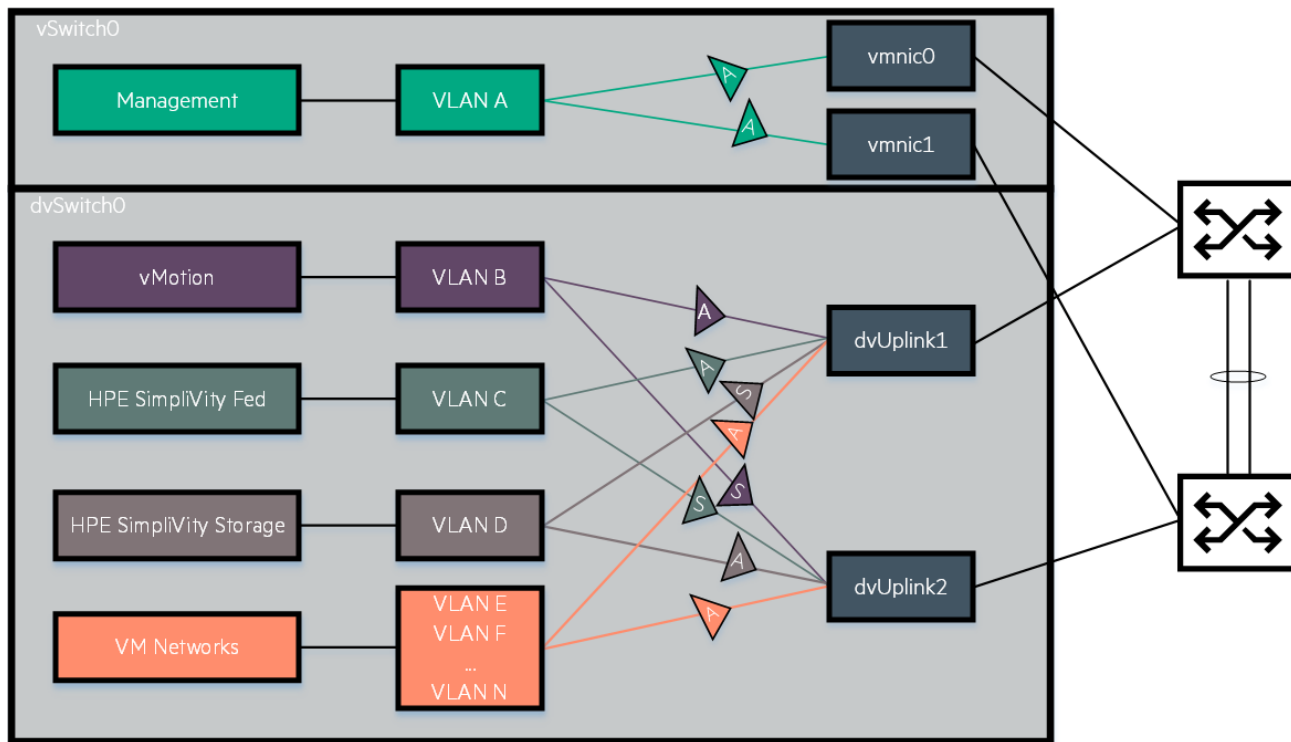 vSwitch0
Management
VLAN A
A
A
vmnic0
vmnic1
dvSwitch0
vMotion
VLAN B
A
dvUplink1
HPE SimpliVity Fed
VLAN C
A
S
A
S
S
HPE SimpliVity Storage
VLAN D
A
dvUplink2
VM Networks
VLAN E
VLAN F
...
VLAN N
A